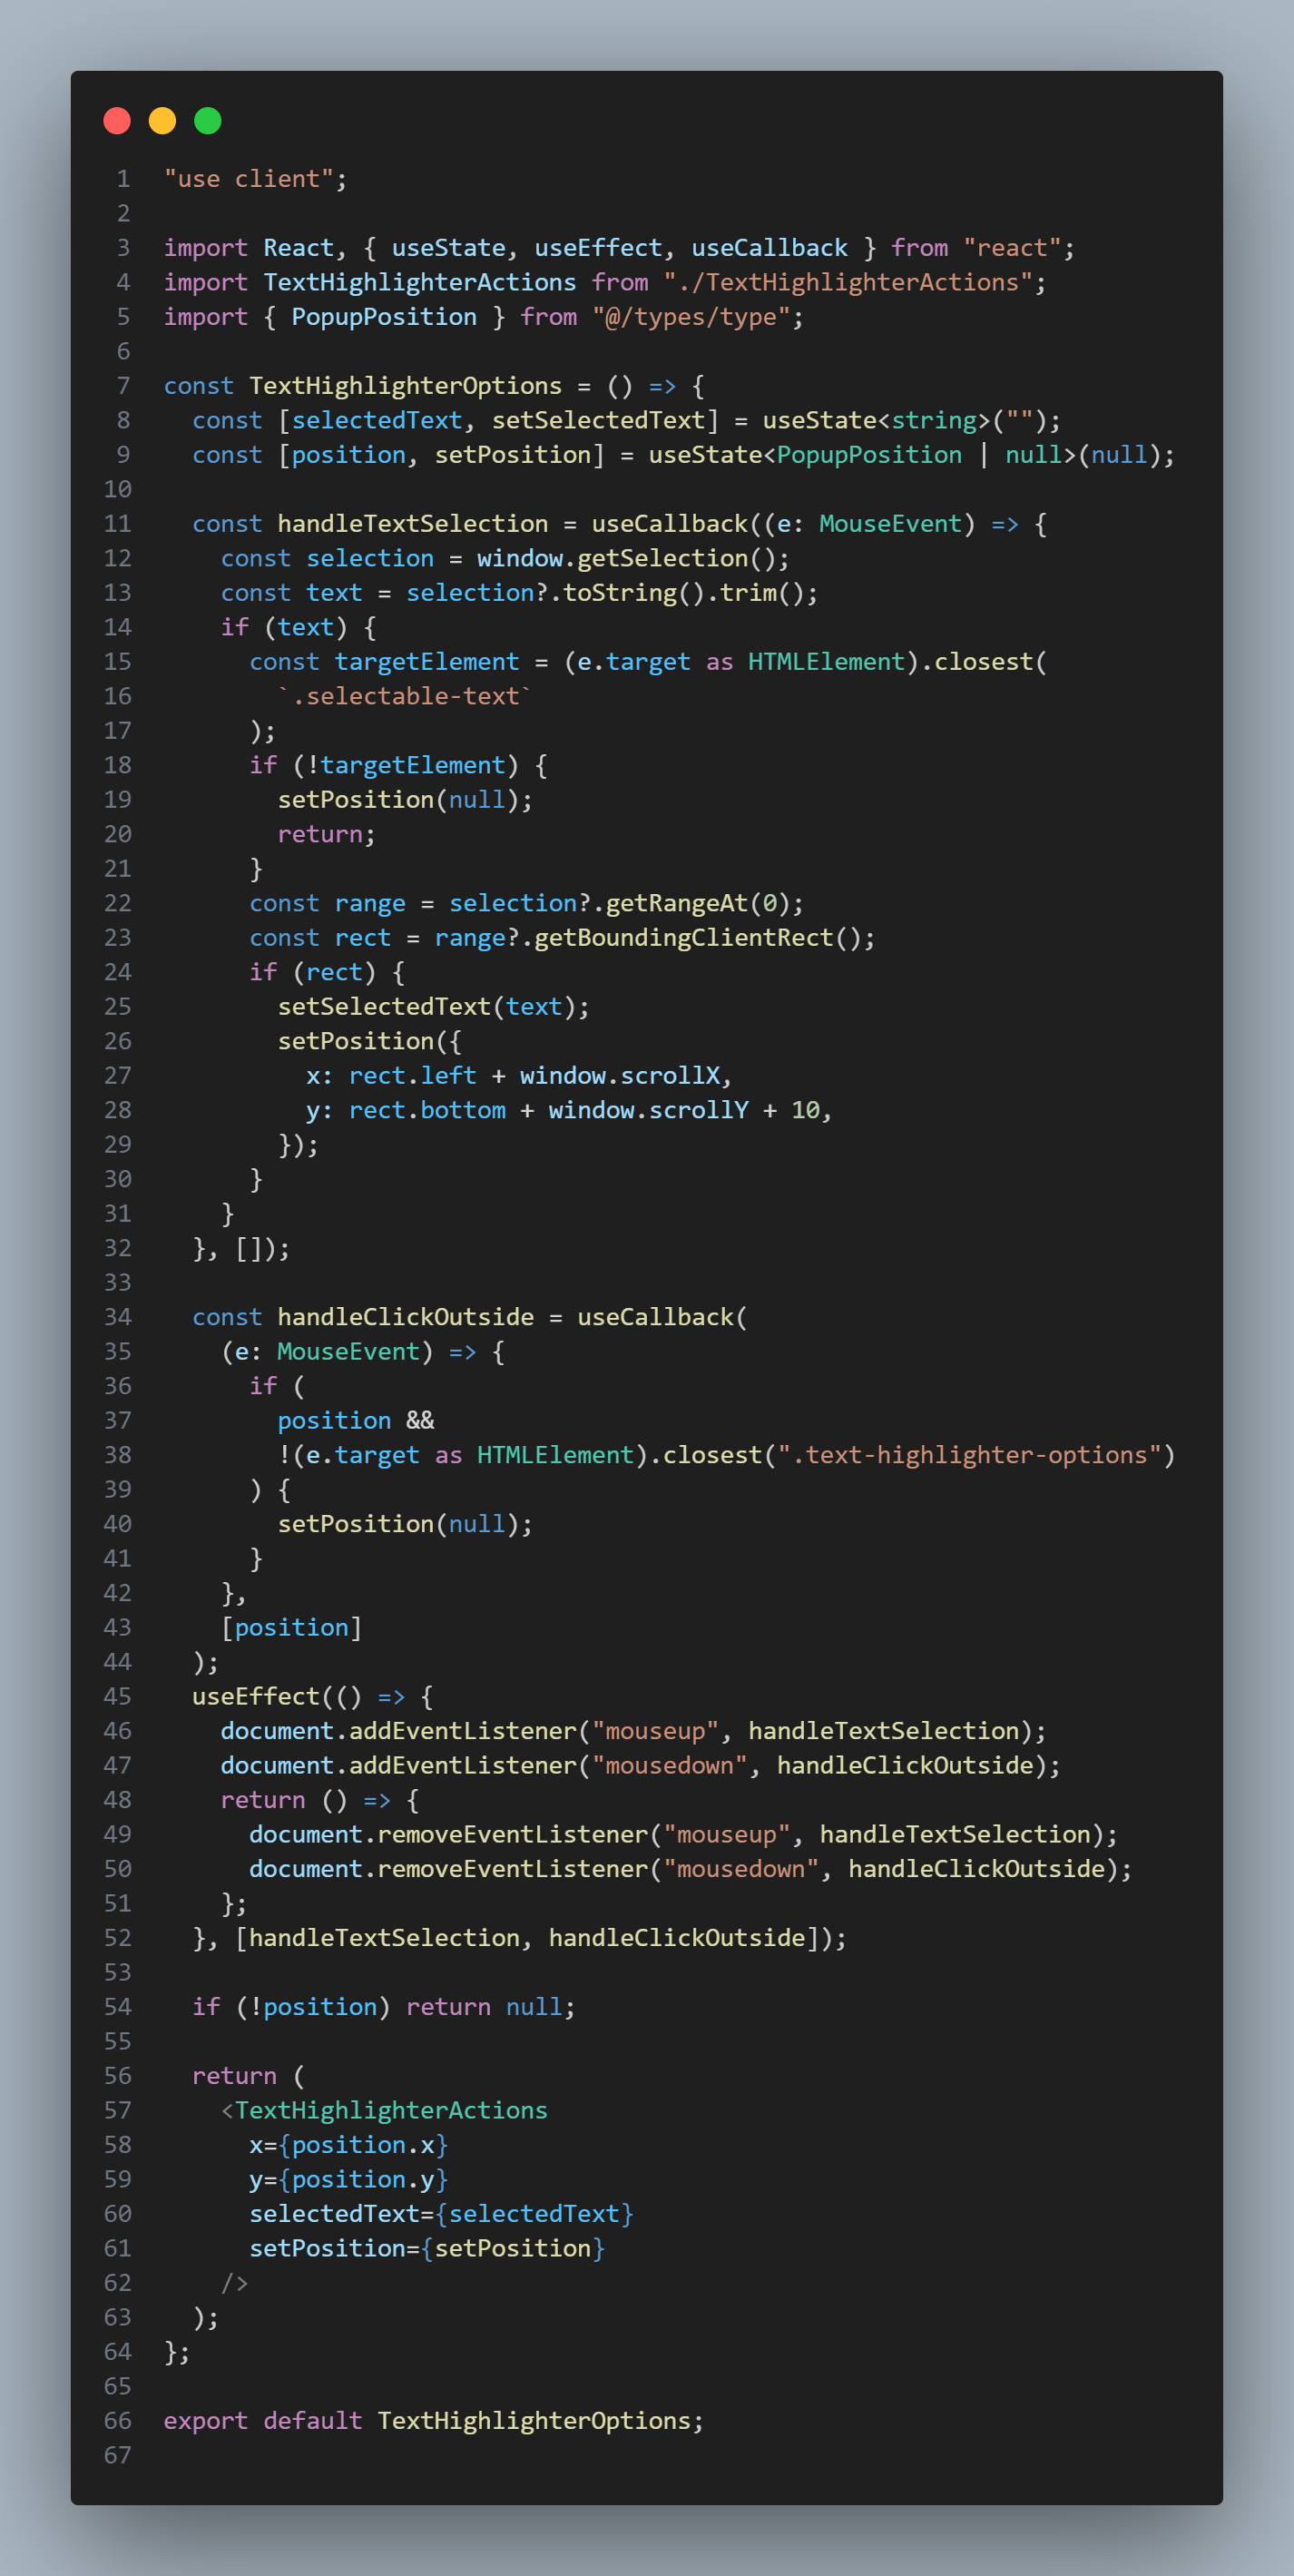 1 "use client";
2
3 import React, { useState, useEffect, useCallback } from "react";
4 import TextHighlighterActions from "./TextHighlighterActions";
5 import { PopupPosition } from "@/types/type";
6
7 const TextHighlighterOptions = () => {
8   const [selectedText, setSelectedText] = useState<string>("");
9   const [position, setPosition] = useState<PopupPosition | null>(null);
10
11   const handleTextSelection = useCallback((e: MouseEvent) => {
12     const selection = window.getSelection();
13     const text = selection?.toString().trim();
14     if (text) {
15       const targetElement = (e.target as HTMLElement).closest(
16         `.selectable-text`
17       );
18       if (!targetElement) {
19         setPosition(null);
20         return;
21       }
22       const range = selection?.getRangeAt(0);
23       const rect = range?.getBoundingClientRect();
24       if (rect) {
25         setSelectedText(text);
26         setPosition({
27           x: rect.left + window.scrollX,
28           y: rect.bottom + window.scrollY + 10,
29         });
30       }
31     }
32   }, []);
33
34   const handleClickOutside = useCallback(
35     (e: MouseEvent) => {
36       if (
37         position &&
38         !(e.target as HTMLElement).closest(".text-highlighter-options")
39       ) {
40         setPosition(null);
41       }
42     },
43     [position]
44   );
45   useEffect(() => {
46     document.addEventListener("mouseup", handleTextSelection);
47     document.addEventListener("mousedown", handleClickOutside);
48     return () => {
49       document.removeEventListener("mouseup", handleTextSelection);
50       document.removeEventListener("mousedown", handleClickOutside);
51     };
52   }, [handleTextSelection, handleClickOutside]);
53
54   if (!position) return null;
55
56   return (
57     <TextHighlighterActions
58       x={position.x}
59       y={position.y}
60       selectedText={selectedText}
61       setPosition={setPosition}
62     />
63   );
64 };
65
66 export default TextHighlighterOptions;
67